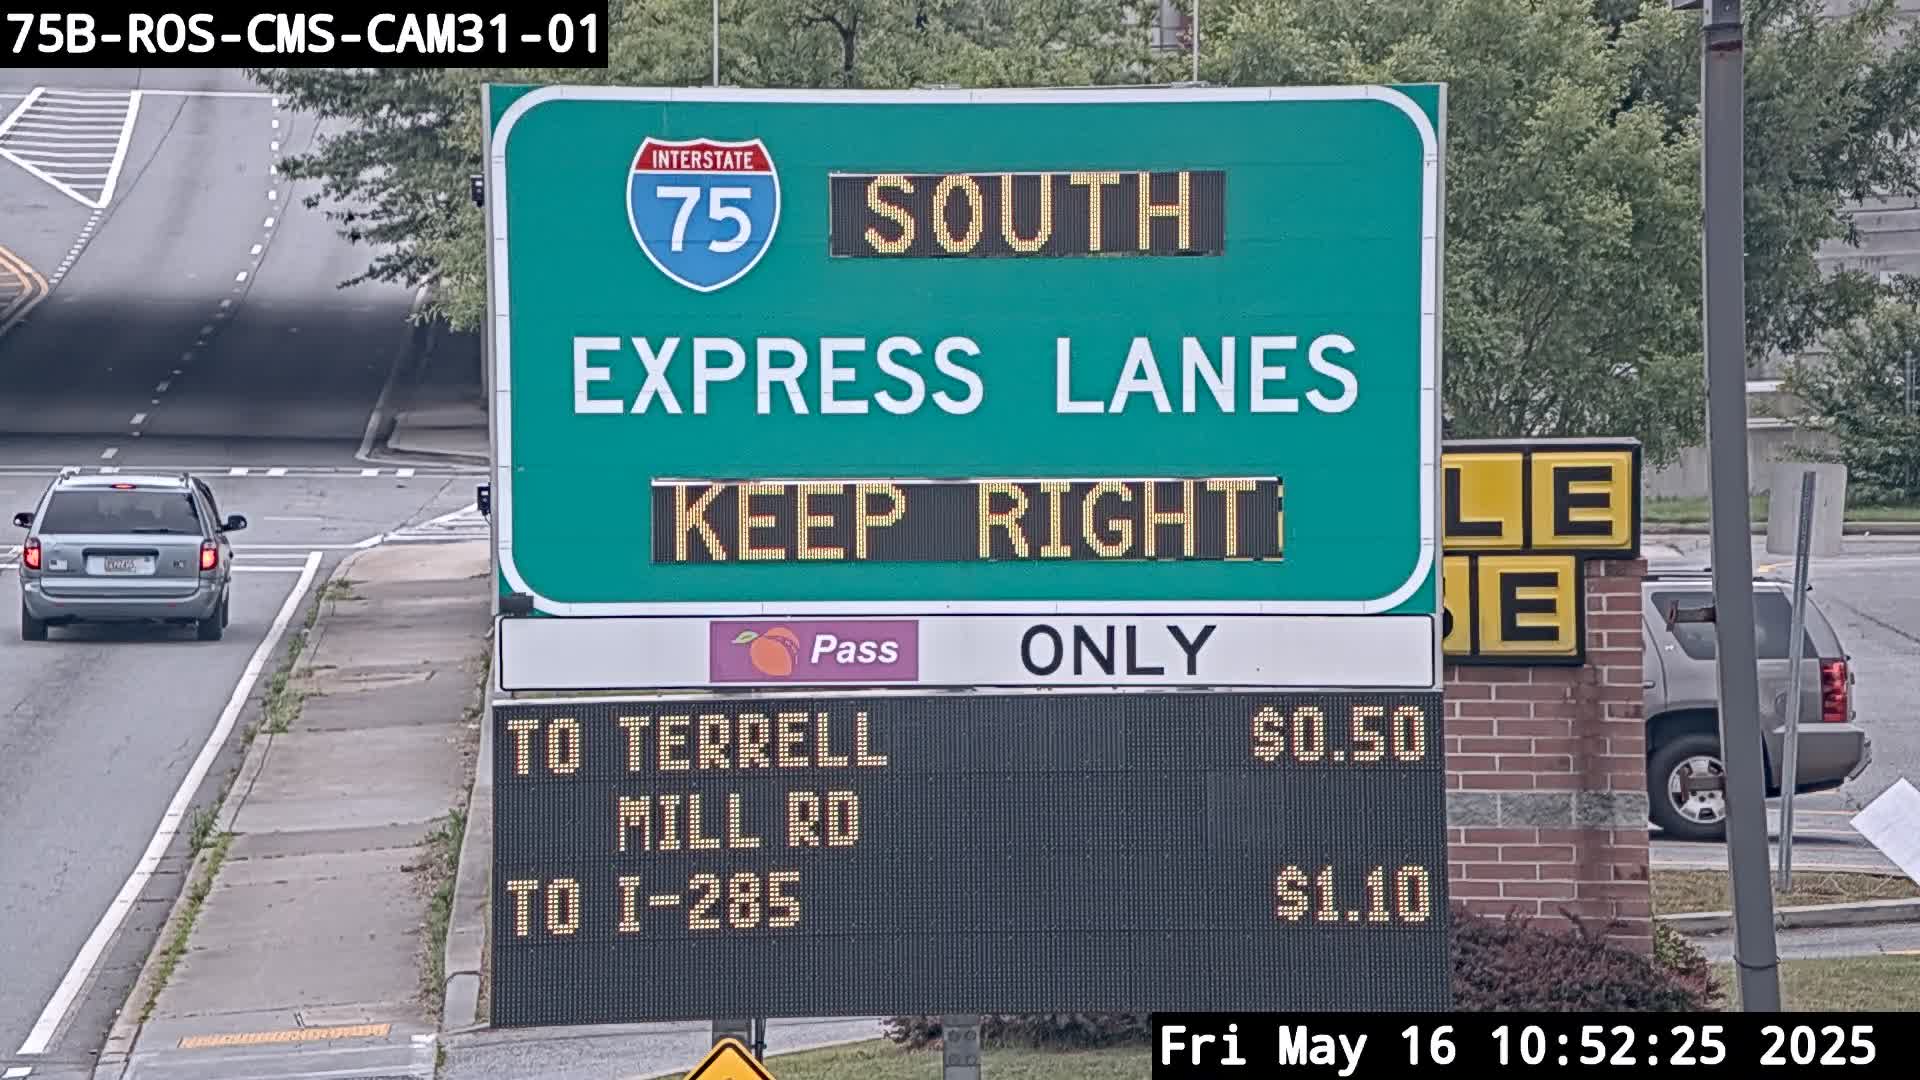 75B-ROS-CMS-CAM31-01
INTERSTATE
75
SOUTH
EXPRESS LANES
KEEP RIGHT
Pass ONLY
TO TERRELL $0.50
MILL RD
TO I-285 $1.10
LE
E
Fri May 16 10:52:25 2025